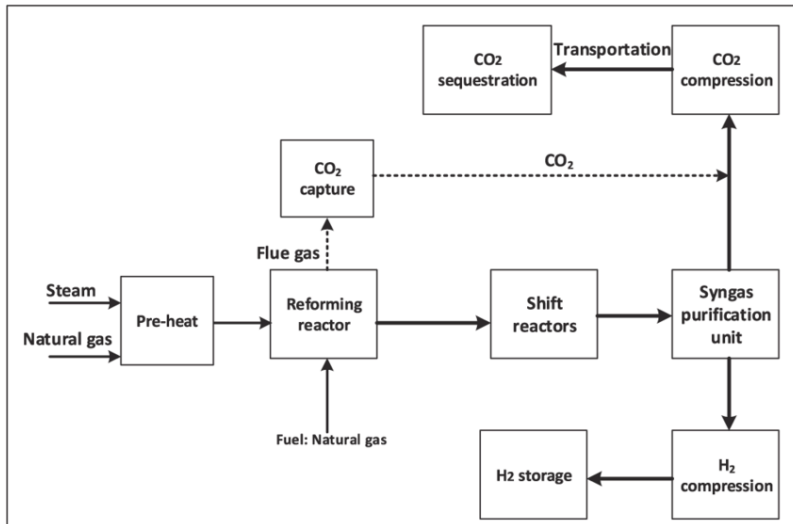 CO₂
sequestration
Transportation
CO₂
compression
CO₂
capture
CO₂
Flue gas
Steam
Natural gas
Pre-heat
Reforming
reactor
Shift
reactors
Syngas
purification
unit
Fuel: Natural gas
H₂ storage
H₂
compression